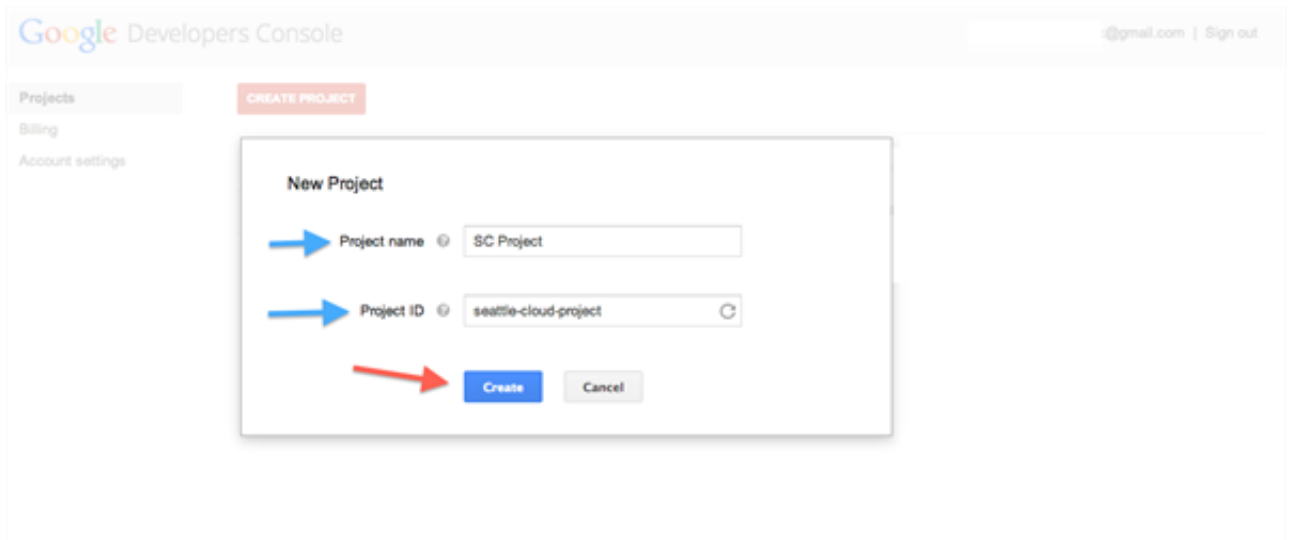 Google Developers Console
:@gmail.com | Sign out
Projects
CREATE PROJECT
Billing
Account settings
New Project
Project name
SC Project
Project ID
seattle-cloud-project
Create
Cancel